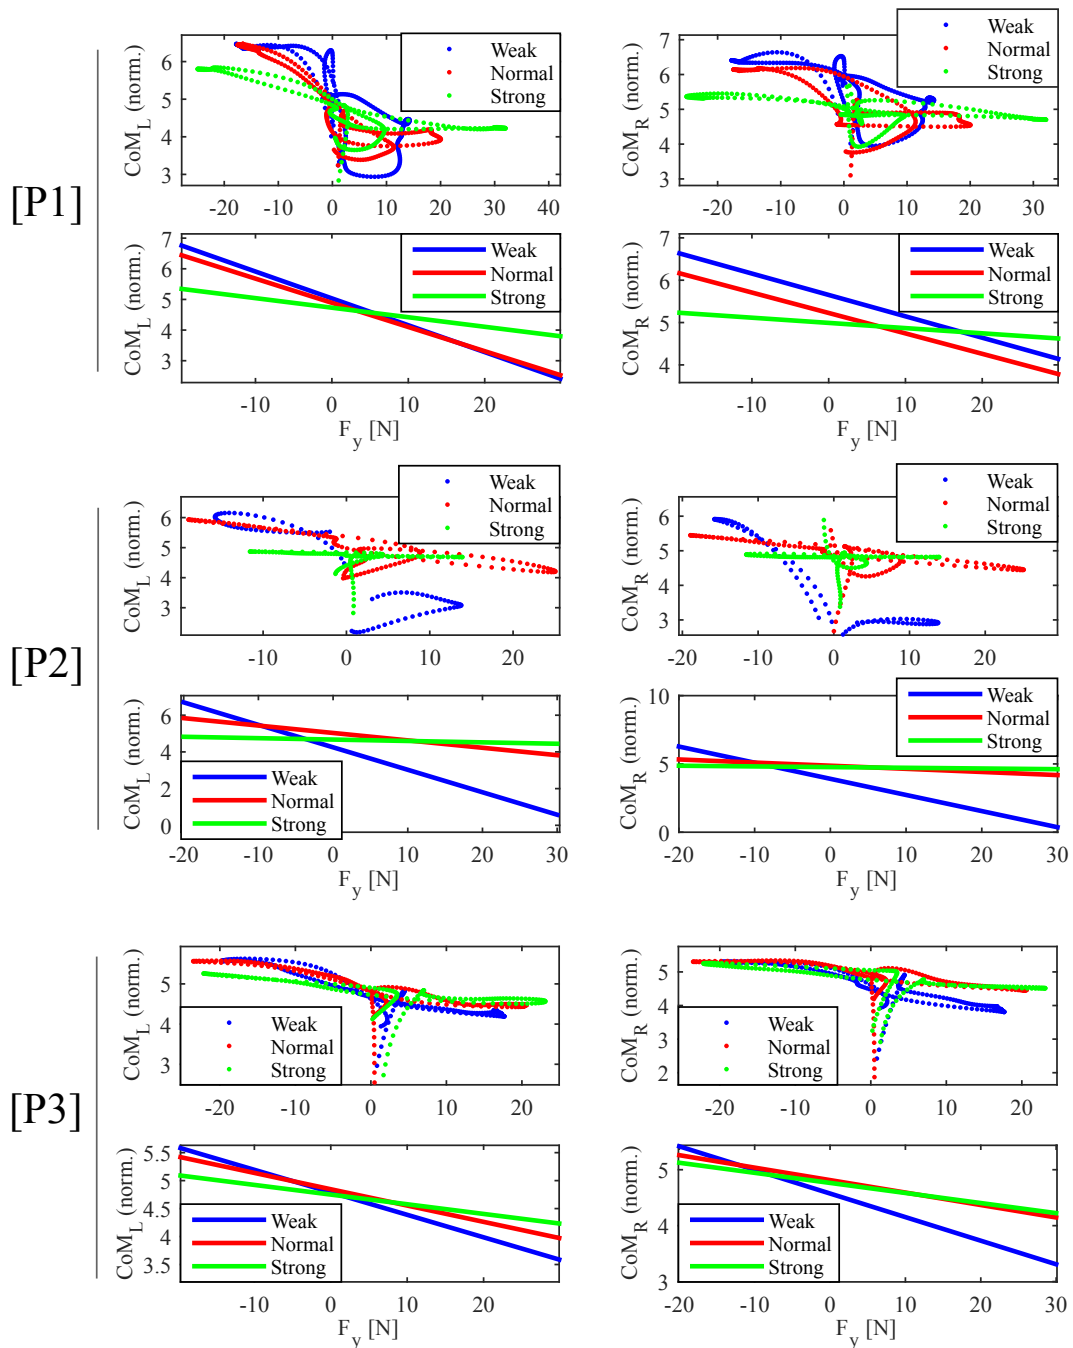 [P1]
CoM_L (norm.)
6
5
4
3
-20 -10 0 10 20 30 40
Weak
Normal
Strong
CoM_R (norm.)
7
6
5
4
3
-20 -10 0 10 20 30
Weak
Normal
Strong
CoM_L (norm.)
7
6
5
4
3
-10 0 10 20
F_y [N]
Weak
Normal
Strong
CoM_R (norm.)
7
6
5
4
-10 0 10 20
F_y [N]
Weak
Normal
Strong
[P2]
CoM_L (norm.)
6
5
4
3
-10 0 10 20
Weak
Normal
Strong
CoM_R (norm.)
6
5
4
3
-20 -10 0 10 20
Weak
Normal
Strong
CoM_L (norm.)
6
4
2
0
-20 -10 0 10 20 30
F_y [N]
Weak
Normal
Strong
CoM_R (norm.)
10
5
0
-20 -10 0 10 20 30
F_y [N]
Weak
Normal
Strong
[P3]
CoM_L (norm.)
5
4
3
-20 -10 0 10 20
Weak
Normal
Strong
CoM_R (norm.)
5
4
3
2
-20 -10 0 10 20
Weak
Normal
Strong
CoM_L (norm.)
5.5
5
4.5
4
3.5
-10 0 10 20
F_y [N]
Weak
Normal
Strong
CoM_R (norm.)
5
4
3
-20 -10 0 10 20 30
F_y [N]
Weak
Normal
Strong